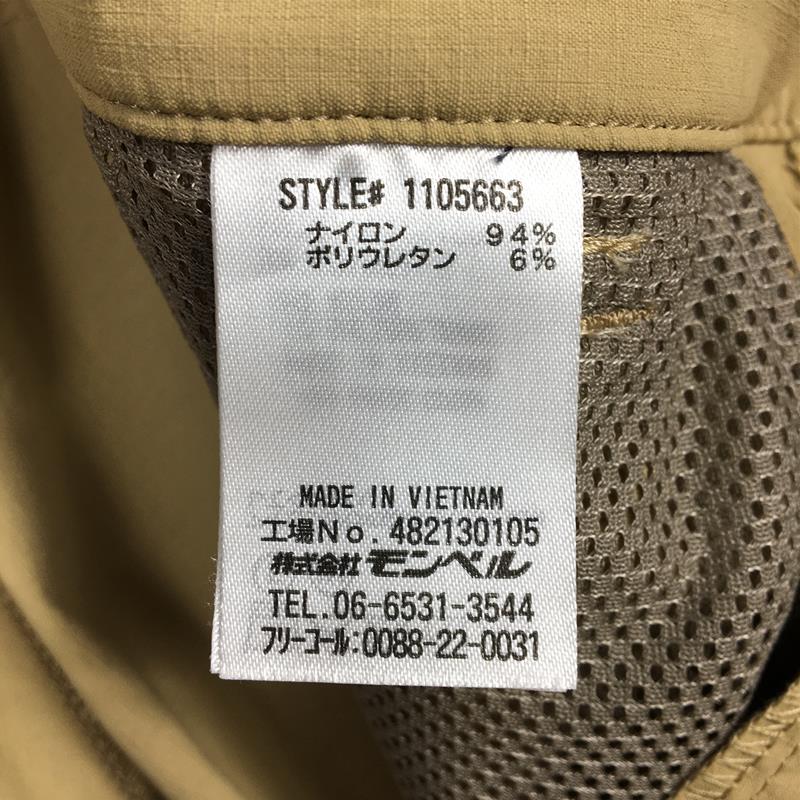 STYLE# 1105663
ナイロン 94%
ポリウレタン 6%
MADE IN VIETNAM
工場No. 482130105
株式会社 モンベル
TEL. 06-6531-3544
フリーコール:0088-22-0031